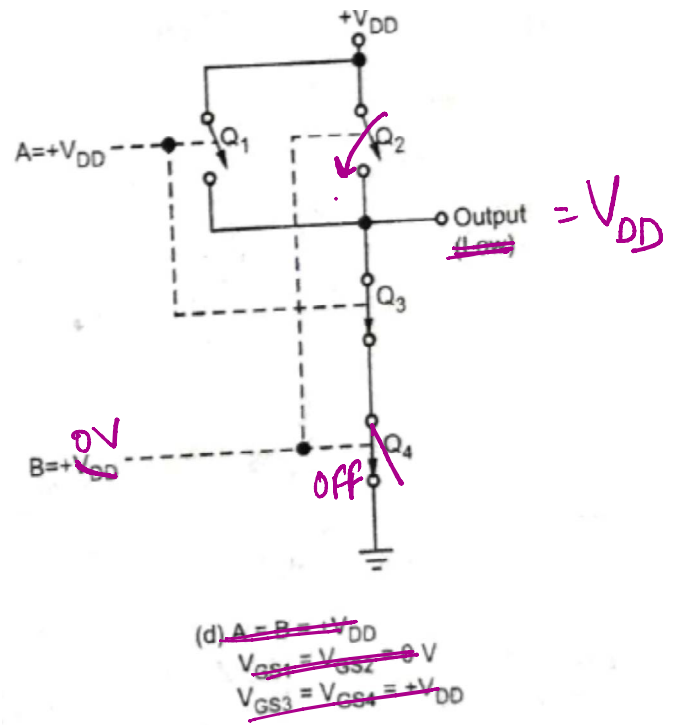 +VDD
Q1
Q2
A=+VDD
Output = VDD
(Low)
Q3
0V
B=+VDD
Q4
OFF
(d) A = B = +VDD
VGS1 = VGS2 = 0 V
VGS3 = VGS4 = +VDD